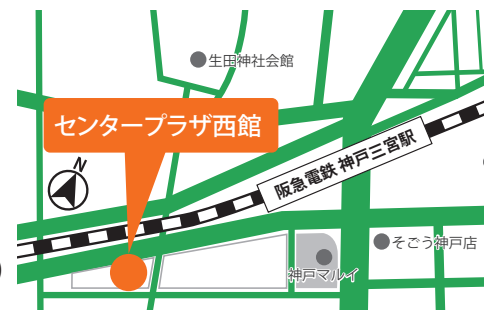 生田神社会館
センタープラザ西館
N
阪急電鉄 神戸三宮駅
そごう神戸店
神戸マルイ